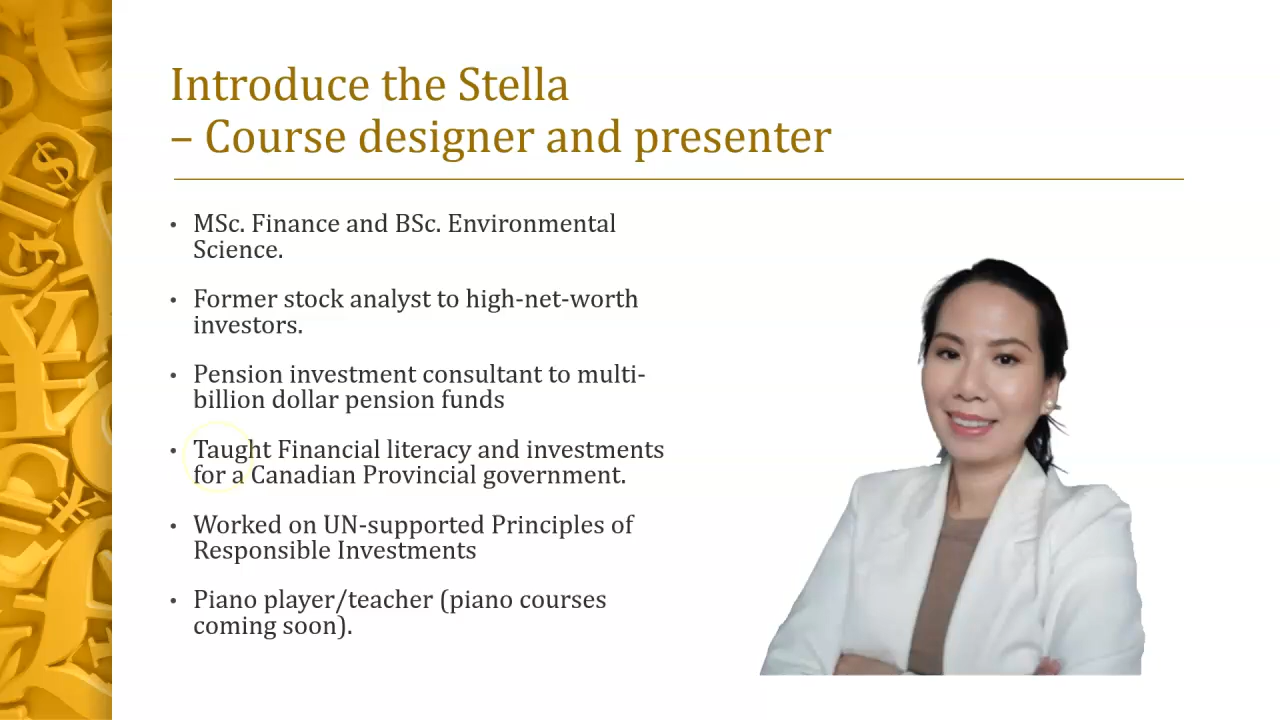 Introduce the Stella
– Course designer and presenter
• MSc. Finance and BSc. Environmental
Science.
• Former stock analyst to high-net-worth
investors.
• Pension investment consultant to multi-
billion dollar pension funds
• Taught Financial literacy and investments
for a Canadian Provincial government.
• Worked on UN-supported Principles of
Responsible Investments
• Piano player/teacher (piano courses
coming soon).